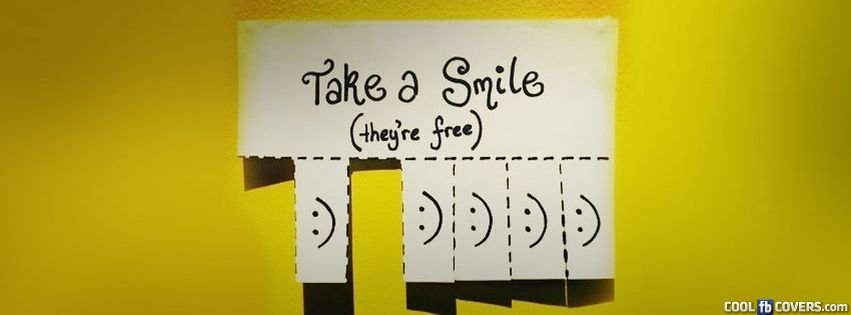 Take a Smile
(they're free)
:) :) :) :) :)
COOL fb COVERS.com